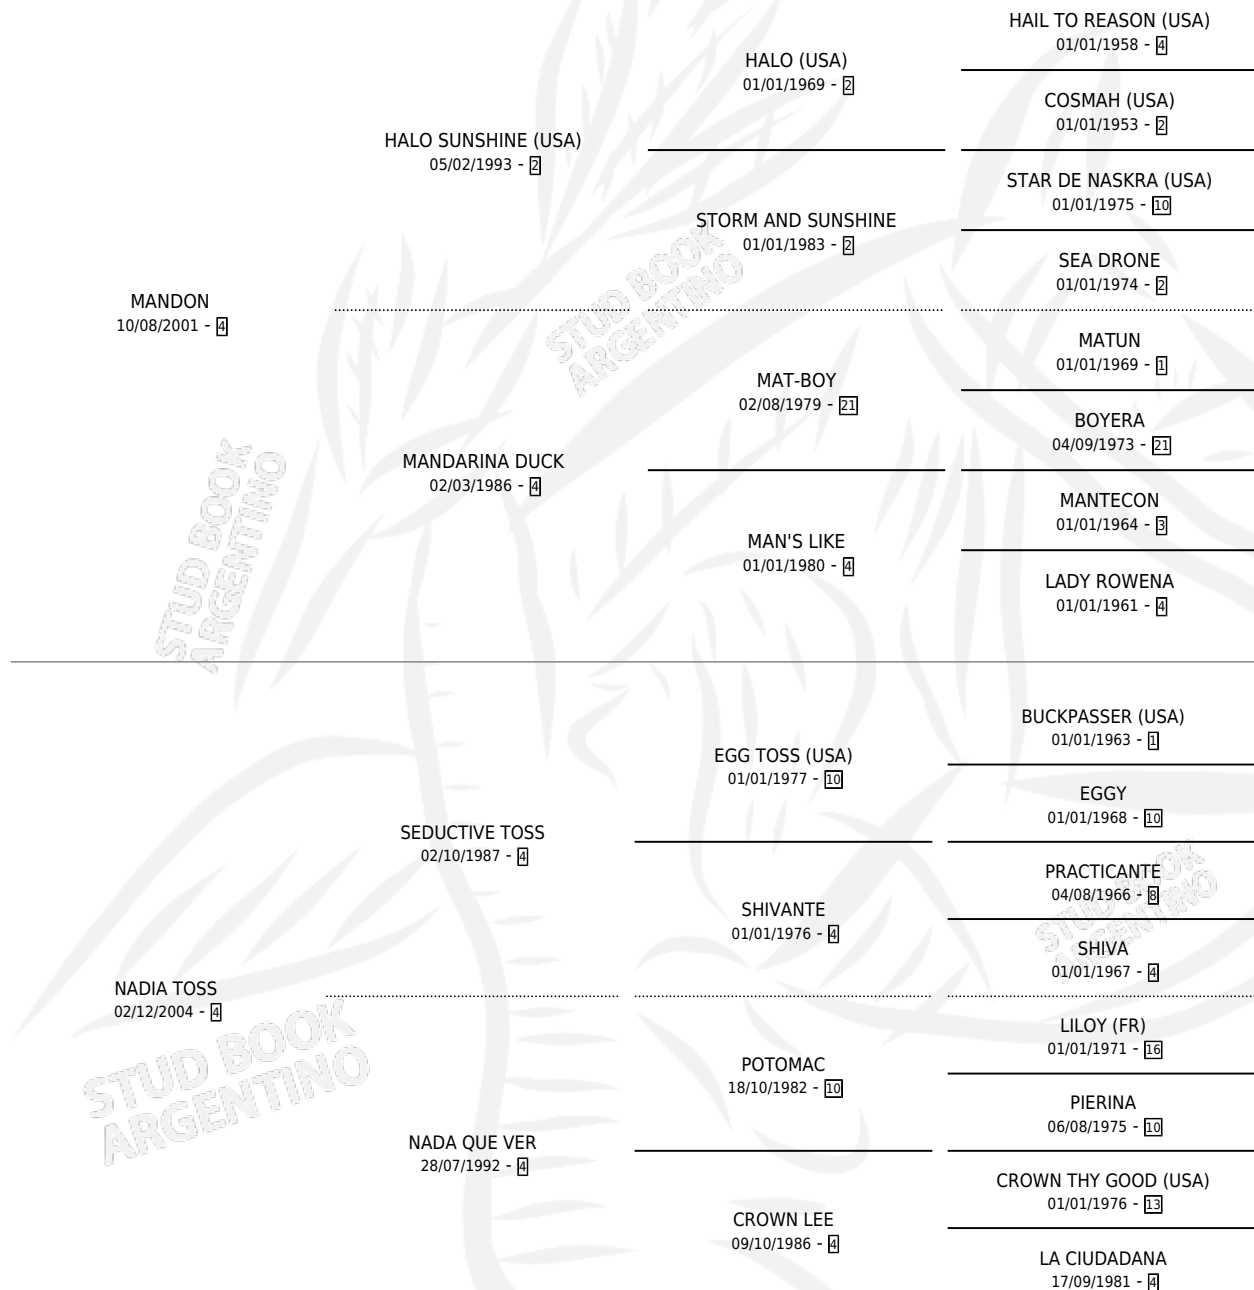 HAIL TO REASON (USA)
01/01/1958 - 4
HALO (USA)
01/01/1969 - 2
COSMAH (USA)
01/01/1953 - 2
HALO SUNSHINE (USA)
05/02/1993 - 2
STAR DE NASKRA (USA)
01/01/1975 - 10
STORM AND SUNSHINE
01/01/1983 - 2
SEA DRONE
01/01/1974 - 2
MANDON
10/08/2001 - 4
MATUN
01/01/1969 - 1
MAT-BOY
02/08/1979 - 21
BOYERA
04/09/1973 - 21
MANDARINA DUCK
02/03/1986 - 4
MANTECON
01/01/1964 - 3
MAN'S LIKE
01/01/1980 - 4
LADY ROWENA
01/01/1961 - 4
BUCKPASSER (USA)
01/01/1963 - 1
EGG TOSS (USA)
01/01/1977 - 10
EGGY
01/01/1968 - 10
SEDUCTIVE TOSS
02/10/1987 - 4
PRACTICANTE
04/08/1966 - 8
SHIVANTE
01/01/1976 - 4
SHIVA
01/01/1967 - 4
NADIA TOSS
02/12/2004 - 4
LILOY (FR)
01/01/1971 - 16
POTOMAC
18/10/1982 - 10
PIERINA
06/08/1975 - 10
NADA QUE VER
28/07/1992 - 4
CROWN THY GOOD (USA)
01/01/1976 - 13
CROWN LEE
09/10/1986 - 4
LA CIUDADANA
17/09/1981 - 4
STUD BOOK
ARGENTINO
STUD BOOK
ARGENTINO
STUD BOOK
ARGENTINO
STUD BOOK
ARGENTINO